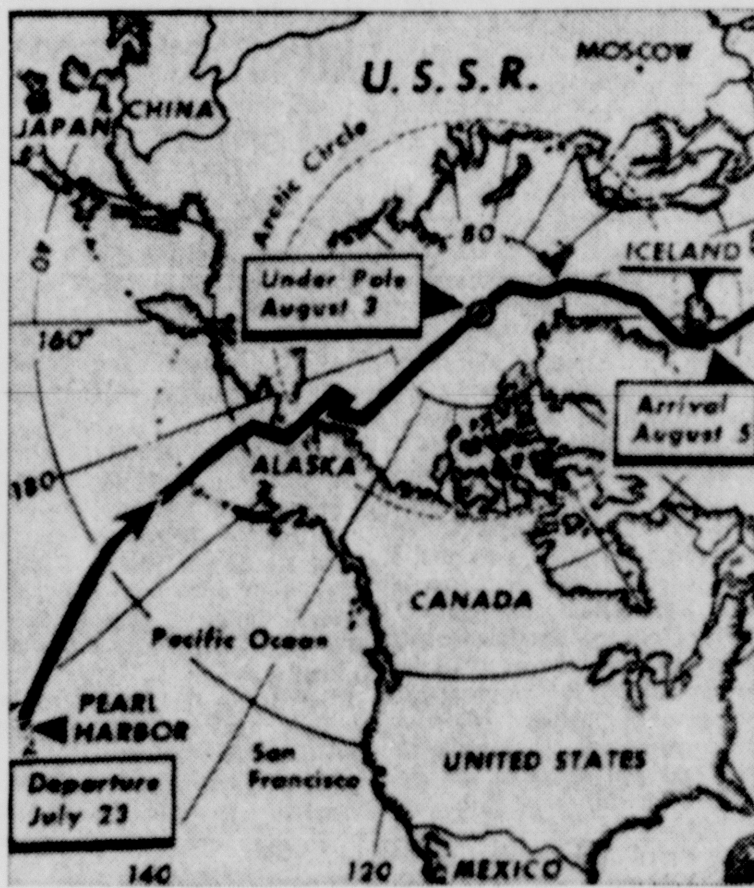 MOSCOW
U.S.S.R.
CHINA
JAPAN
Arctic Circle
80
40
ICELAND
Under Pole
August 3
160°
Arrival
August 5
ALASKA
180
CANADA
Pacific Ocean
PEARL
HARBOR
San
Francisco
UNITED STATES
Departure
July 23
140
120
MEXICO